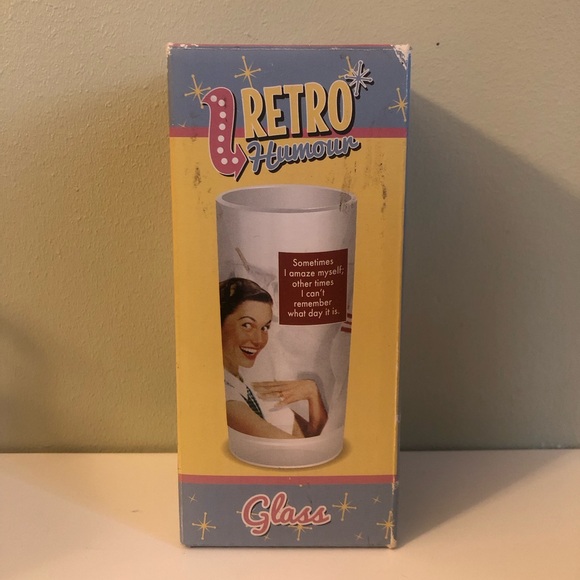 RETRO
Humour
Sometimes
I amaze myself;
other times
I can't
remember
what day it is.
Glass